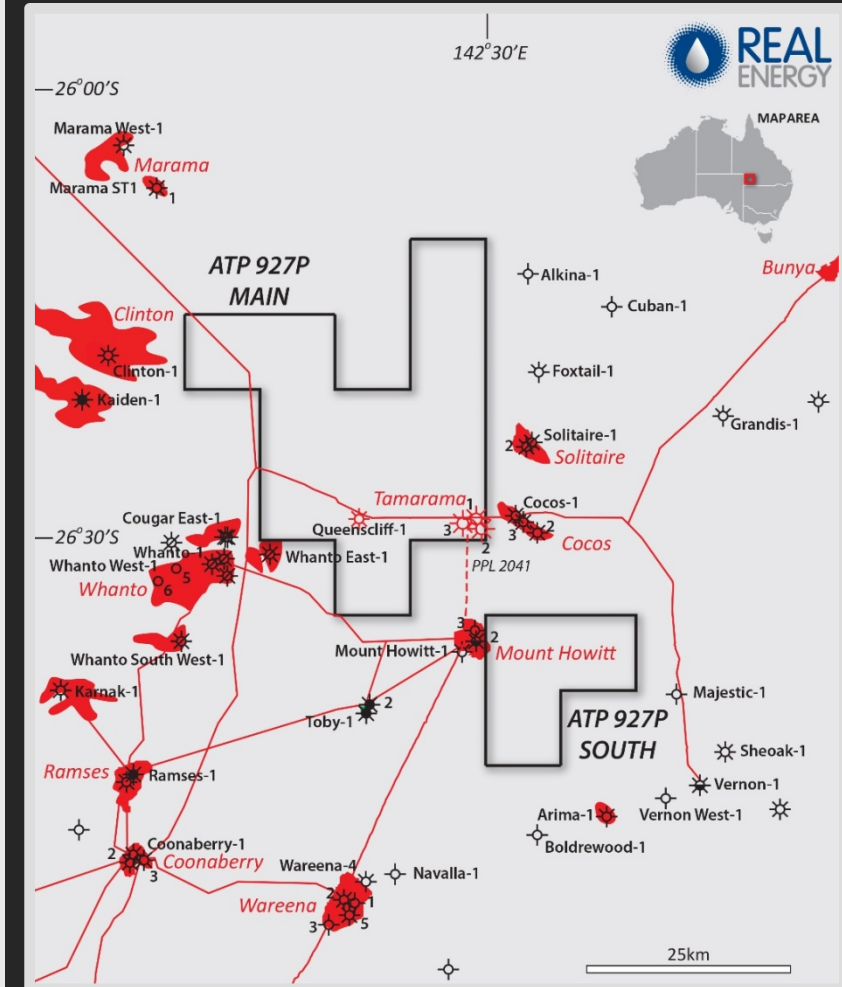 142°30'E
REAL
ENERGY
26°00'S
MAPAREA
Marama West-1
Marama
Marama ST1
1
ATP 927P
MAIN
Alkina-1
Bunya
Cuban-1
Clinton
Clinton-1
Foxtail-1
Kaiden-1
Grandis-1
Solitaire-1
2
Solitaire
Tamarama
1
Cocos-1
Queenscliff-1
3
2
3
2
Cocos
Cougar East-1
26°30'S
Whanto-1
Whanto East-1
Whanto West-1
5
PPL 2041
Whanto
6
3
2
Mount Howitt-1
Mount Howitt
Whanto South West-1
Karnak-1
Majestic-1
2
Toby-1
ATP 927P
SOUTH
Sheoak-1
Ramses
Ramses-1
Vernon-1
Vernon West-1
Arima-1
Boldrewood-1
Coonaberry-1
2
Coonaberry
3
Wareena-4
Navalla-1
2
1
Wareena
5
3
25km